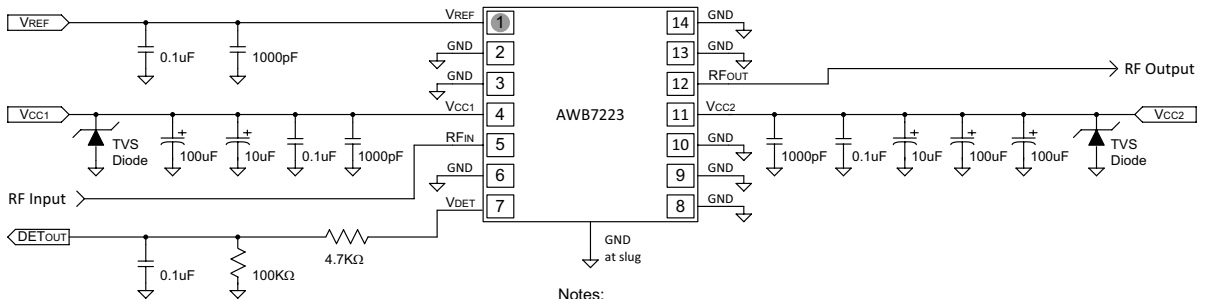 VREF
VREF
1
14
GND
0.1uF
1000pF
GND
2
13
GND
GND
3
12
RFOUT
RF Output
VCC1
VCC1
4
AWB7223
11
VCC2
VCC2
TVS
Diode
100uF
+
10uF
+
0.1uF
1000pF
RFIN
5
10
GND
1000pF
0.1uF
10uF
+
100uF
+
100uF
+
TVS
Diode
GND
6
9
GND
RF Input
VDET
7
8
GND
DETOUT
0.1uF
100KΩ
4.7KΩ
GND
at slug
Notes: